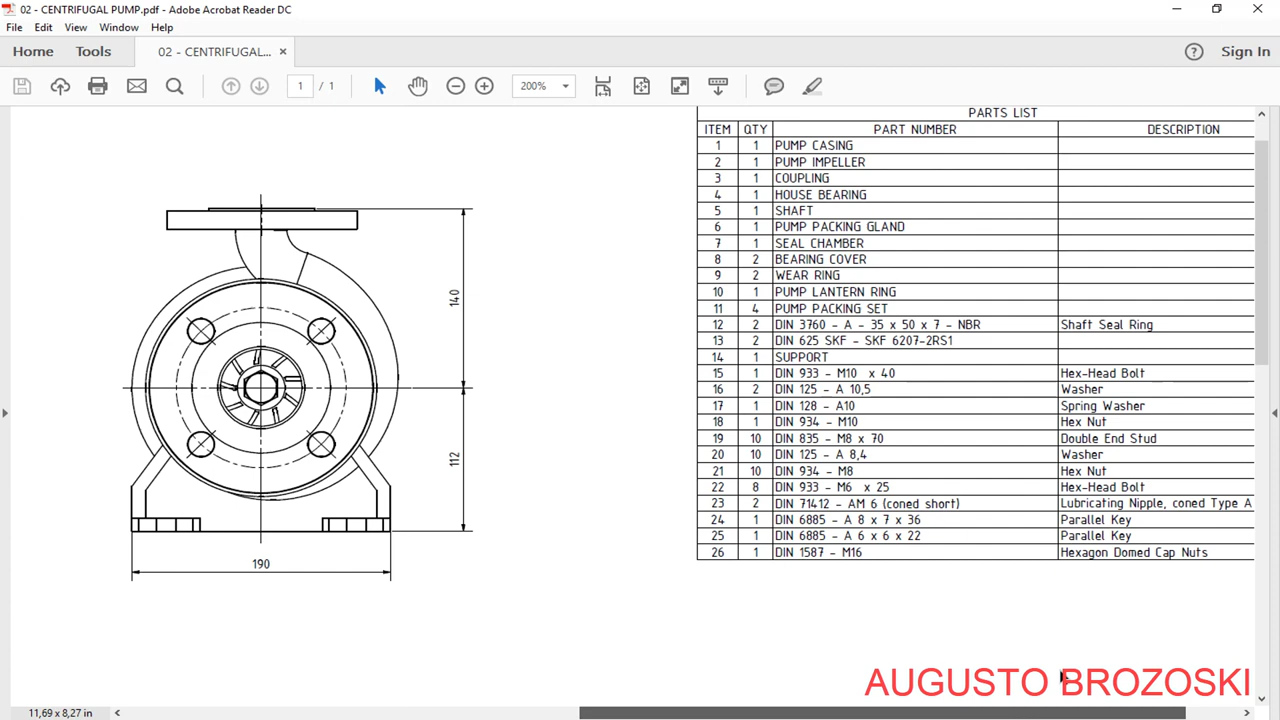 02 - CENTRIFUGAL PUMP.pdf - Adobe Acrobat Reader DC
File Edit View Window Help
Home Tools 02 - CENTRIFUGAL... × Sign In
1 / 1 200%
PARTS LIST
ITEM QTY PART NUMBER DESCRIPTION
1 1 PUMP CASING
2 1 PUMP IMPELLER
3 1 COUPLING
4 1 HOUSE BEARING
5 1 SHAFT
6 1 PUMP PACKING GLAND
7 1 SEAL CHAMBER
8 2 BEARING COVER
9 2 WEAR RING
10 1 PUMP LANTERN RING
11 4 PUMP PACKING SET
12 2 DIN 3760 - A - 35 x 50 x 7 - NBR Shaft Seal Ring
13 2 DIN 625 SKF - SKF 6207-2RS1
14 1 SUPPORT
15 1 DIN 933 - M10 x 40 Hex-Head Bolt
16 2 DIN 125 - A 10,5 Washer
17 1 DIN 128 - A10 Spring Washer
18 1 DIN 934 - M10 Hex Nut
19 10 DIN 835 - M8 x 70 Double End Stud
20 10 DIN 125 - A 8,4 Washer
21 10 DIN 934 - M8 Hex Nut
22 8 DIN 933 - M6 x 25 Hex-Head Bolt
23 2 DIN 71412 - AM 6 (coned short) Lubricating Nipple, coned Type A
24 1 DIN 6885 - A 8 x 7 x 36 Parallel Key
25 1 DIN 6885 - A 6 x 6 x 22 Parallel Key
26 1 DIN 1587 - M16 Hexagon Domed Cap Nuts
140
112
190
AUGUSTO BROZOSKI
11,69 x 8,27 in